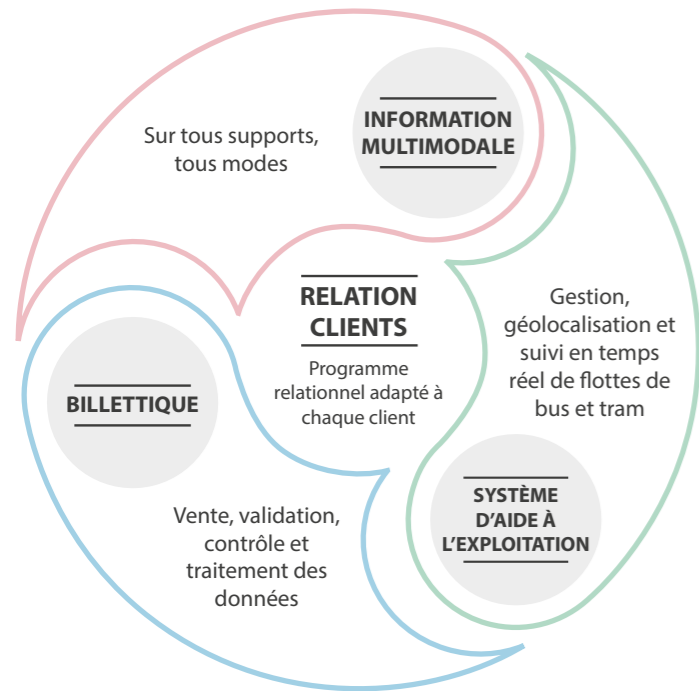 INFORMATION
MULTIMODALE
Sur tous supports,
tous modes
RELATION
CLIENTS
Programme
relationnel adapté à
chaque client
Gestion,
géolocalisation et
suivi en temps
réel de flottes de
bus et tram
BILLETTIQUE
Vente, validation,
contrôle et
traitement des
données
SYSTÈME
D’AIDE À
L’EXPLOITATION